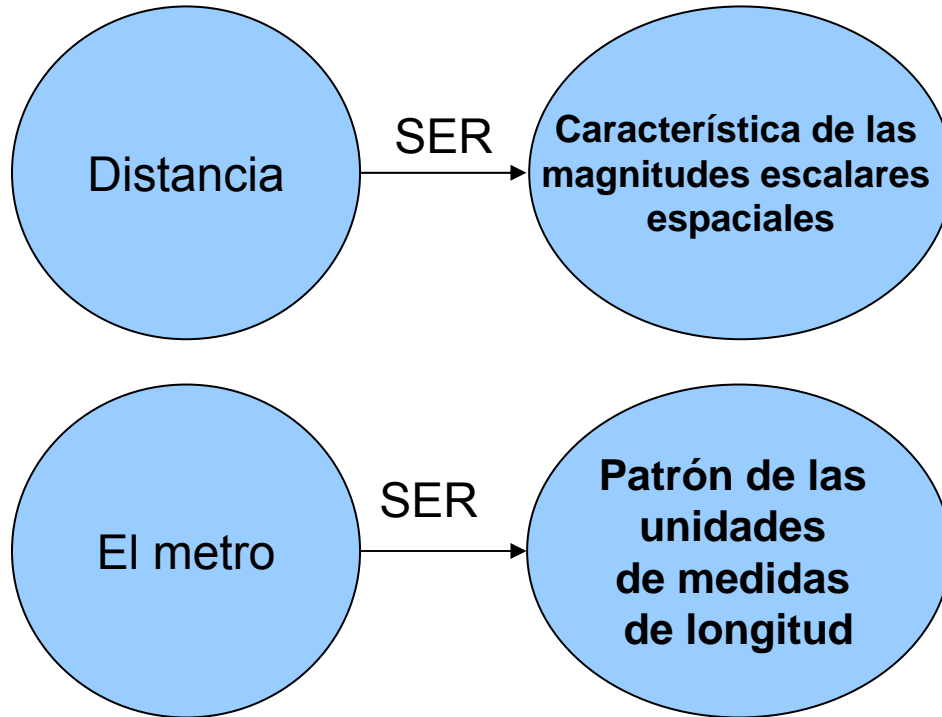 Distancia
SER
Característica de las
magnitudes escalares
espaciales
El metro
SER
Patrón de las
unidades
de medidas
de longitud